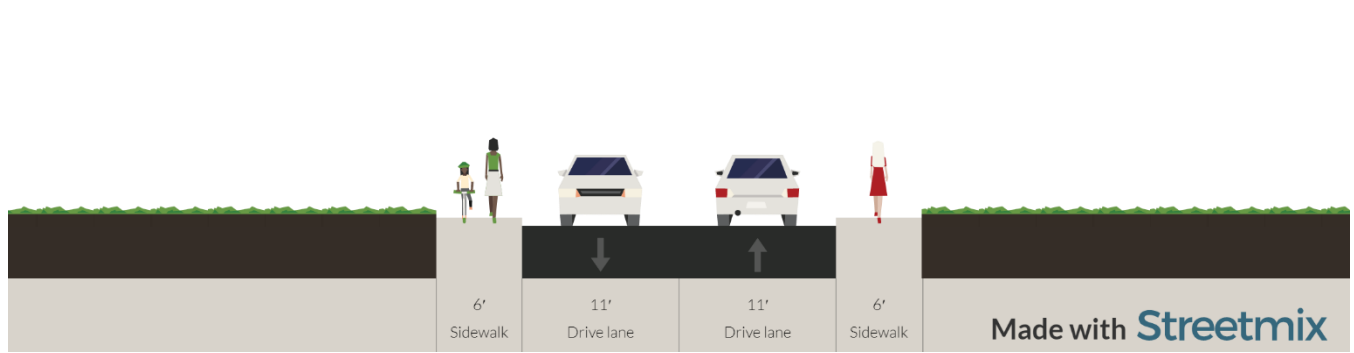 6′
Sidewalk
11′
Drive lane
11′
Drive lane
6′
Sidewalk
Made with Streetmix